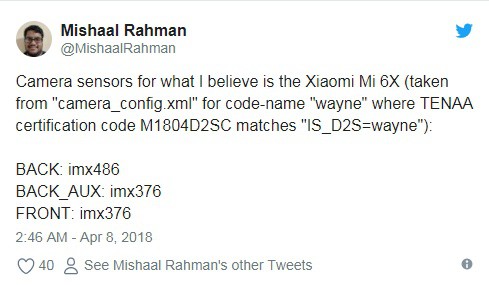 Mishaal Rahman
@MishaalRahman
Camera sensors for what I believe is the Xiaomi Mi 6X (taken
from "camera_config.xml" for code-name "wayne" where TENAA
certification code M1804D2SC matches "IS_D2S=wayne"):
BACK: imx486
BACK_AUX: imx376
FRONT: imx376
2:46 AM - Apr 8, 2018
40 See Mishaal Rahman's other Tweets